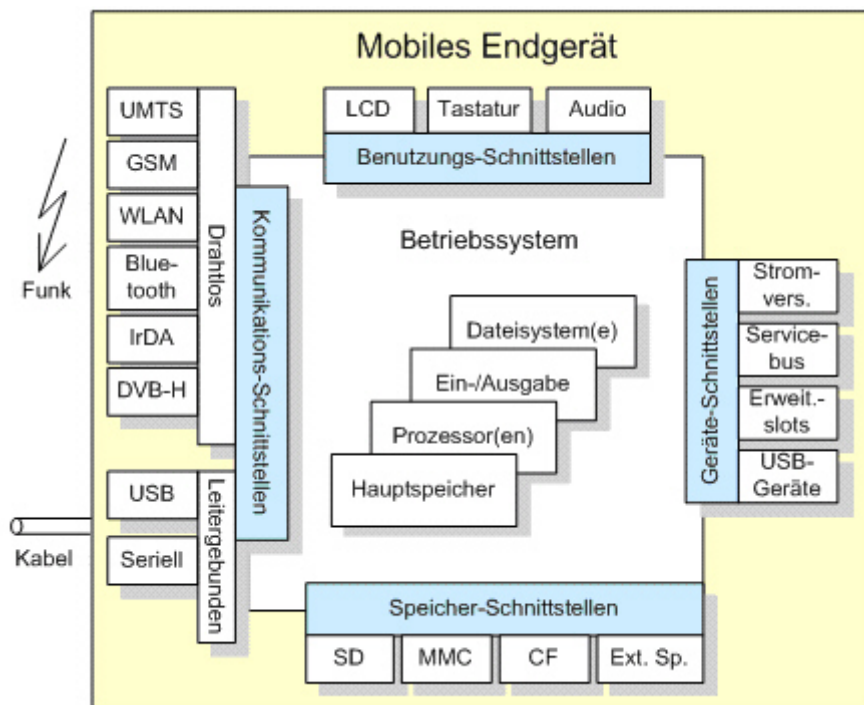 Mobiles Endgerät
LCD
Tastatur
Audio
Benutzungs-Schnittstellen
UMTS
GSM
WLAN
Blue-
tooth
IrDA
DVB-H
Drahtlos
Funk
USB
Seriell
Leitergebunden
Kabel
Kommunikations-Schnittstellen
Betriebssystem
Dateisystem(e)
Ein-/Ausgabe
Prozessor(en)
Hauptspeicher
Geräte-Schnittstellen
Strom-
vers.
Service-
bus
Erweit.-
slots
USB-
Geräte
Speicher-Schnittstellen
SD
MMC
CF
Ext. Sp.